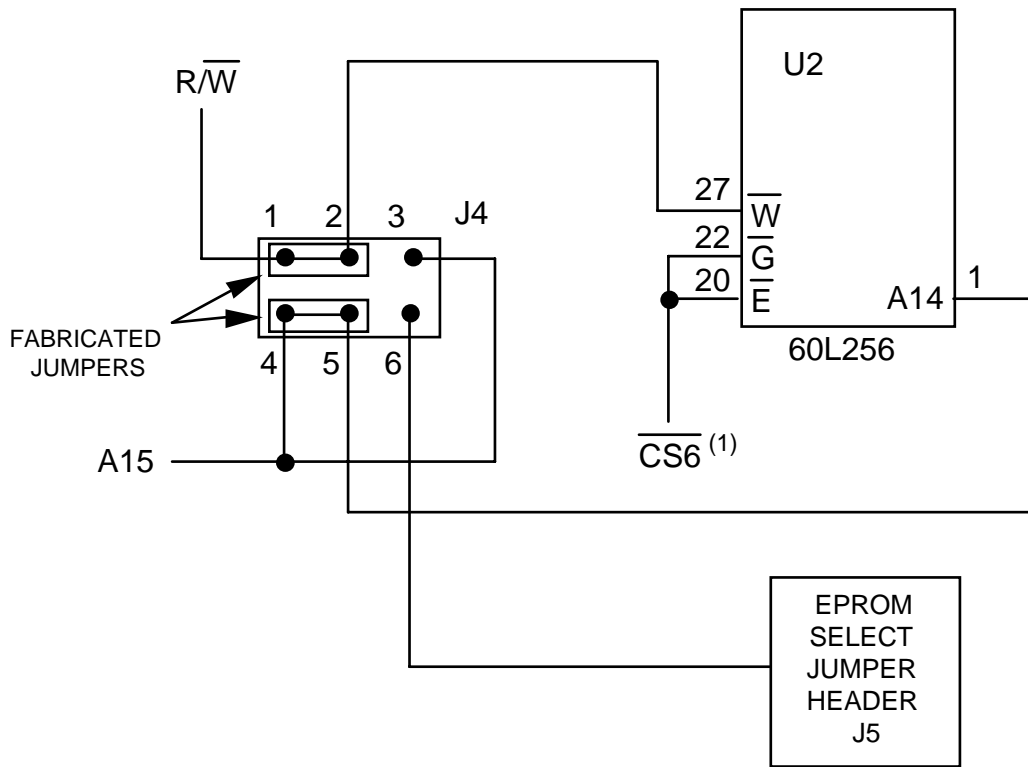 R/W̅
U2
27
W̅
22
G̅
20
E̅
A14
1
60L256
1
2
3
J4
FABRICATED
JUMPERS
4
5
6
A15
C̅S̅6̅ (1)
EPROM
SELECT
JUMPER
HEADER
J5